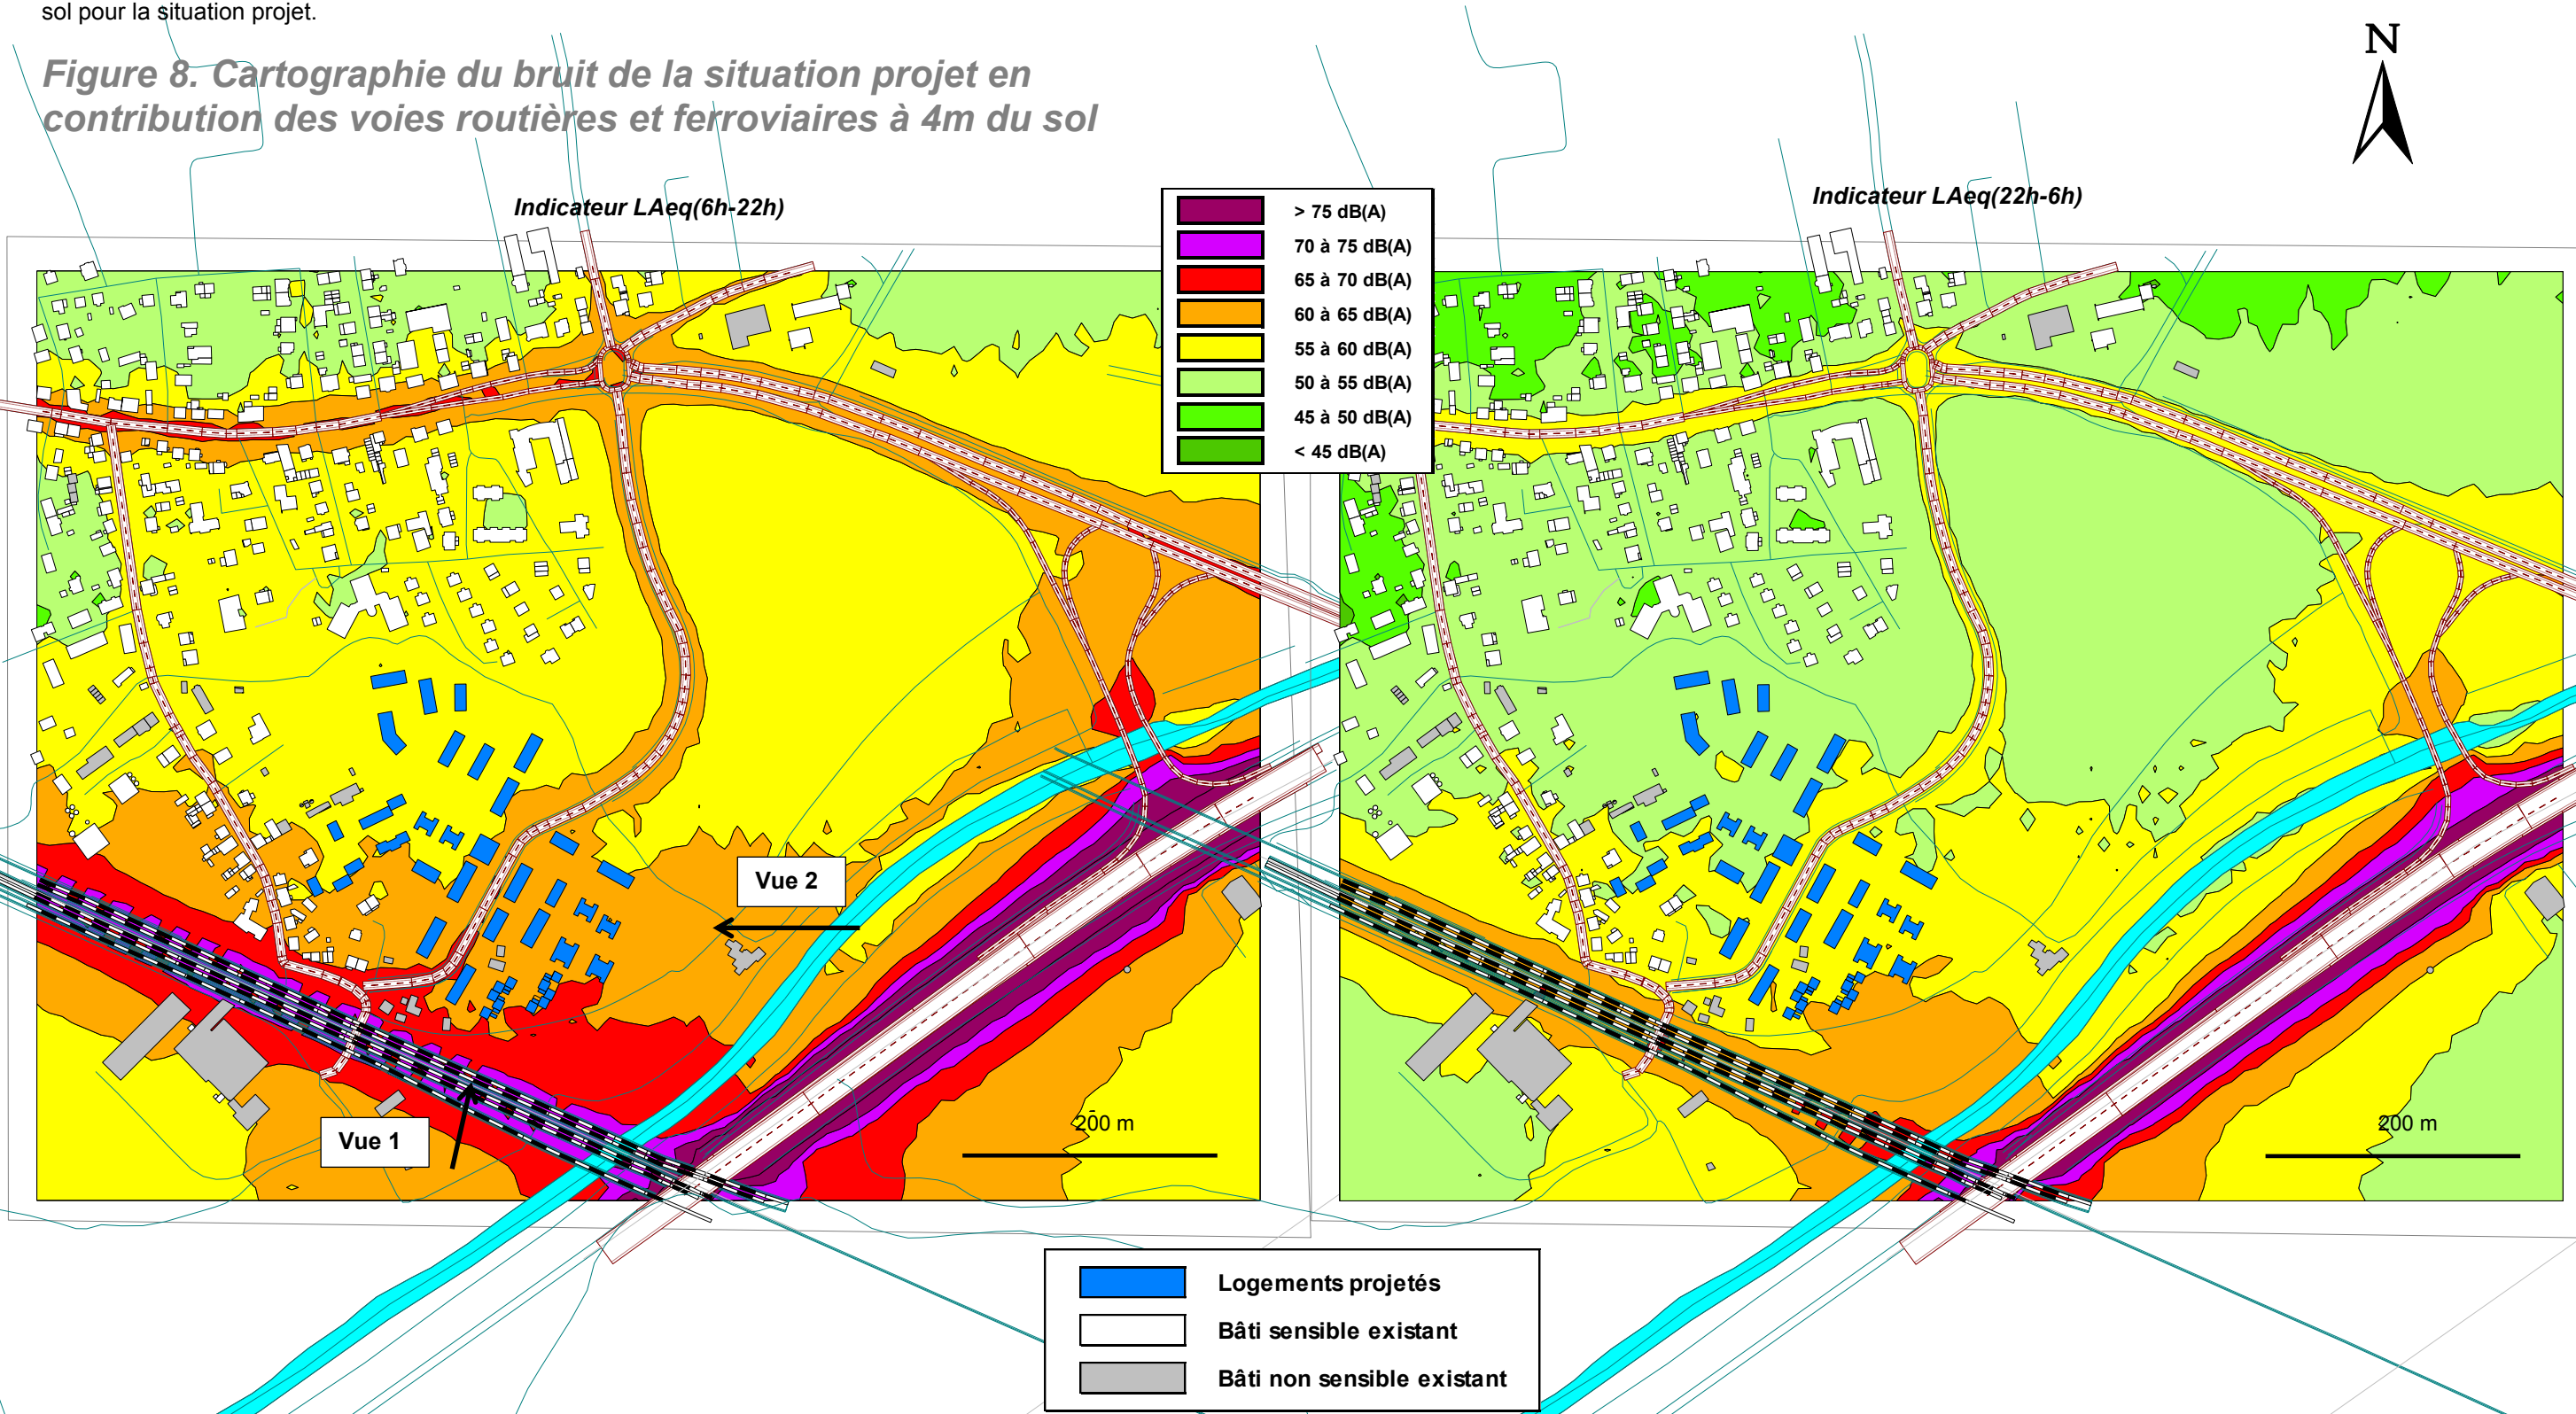 sol pour la situation projet.
Figure 8. Cartographie du bruit de la situation projet en
contribution des voies routières et ferroviaires à 4m du sol
N
Indicateur LAeq(6h-22h)
Indicateur LAeq(22h-6h)
> 75 dB(A)
70 à 75 dB(A)
65 à 70 dB(A)
60 à 65 dB(A)
55 à 60 dB(A)
50 à 55 dB(A)
45 à 50 dB(A)
< 45 dB(A)
Vue 2
Vue 1
200 m
200 m
Logements projetés
Bâti sensible existant
Bâti non sensible existant